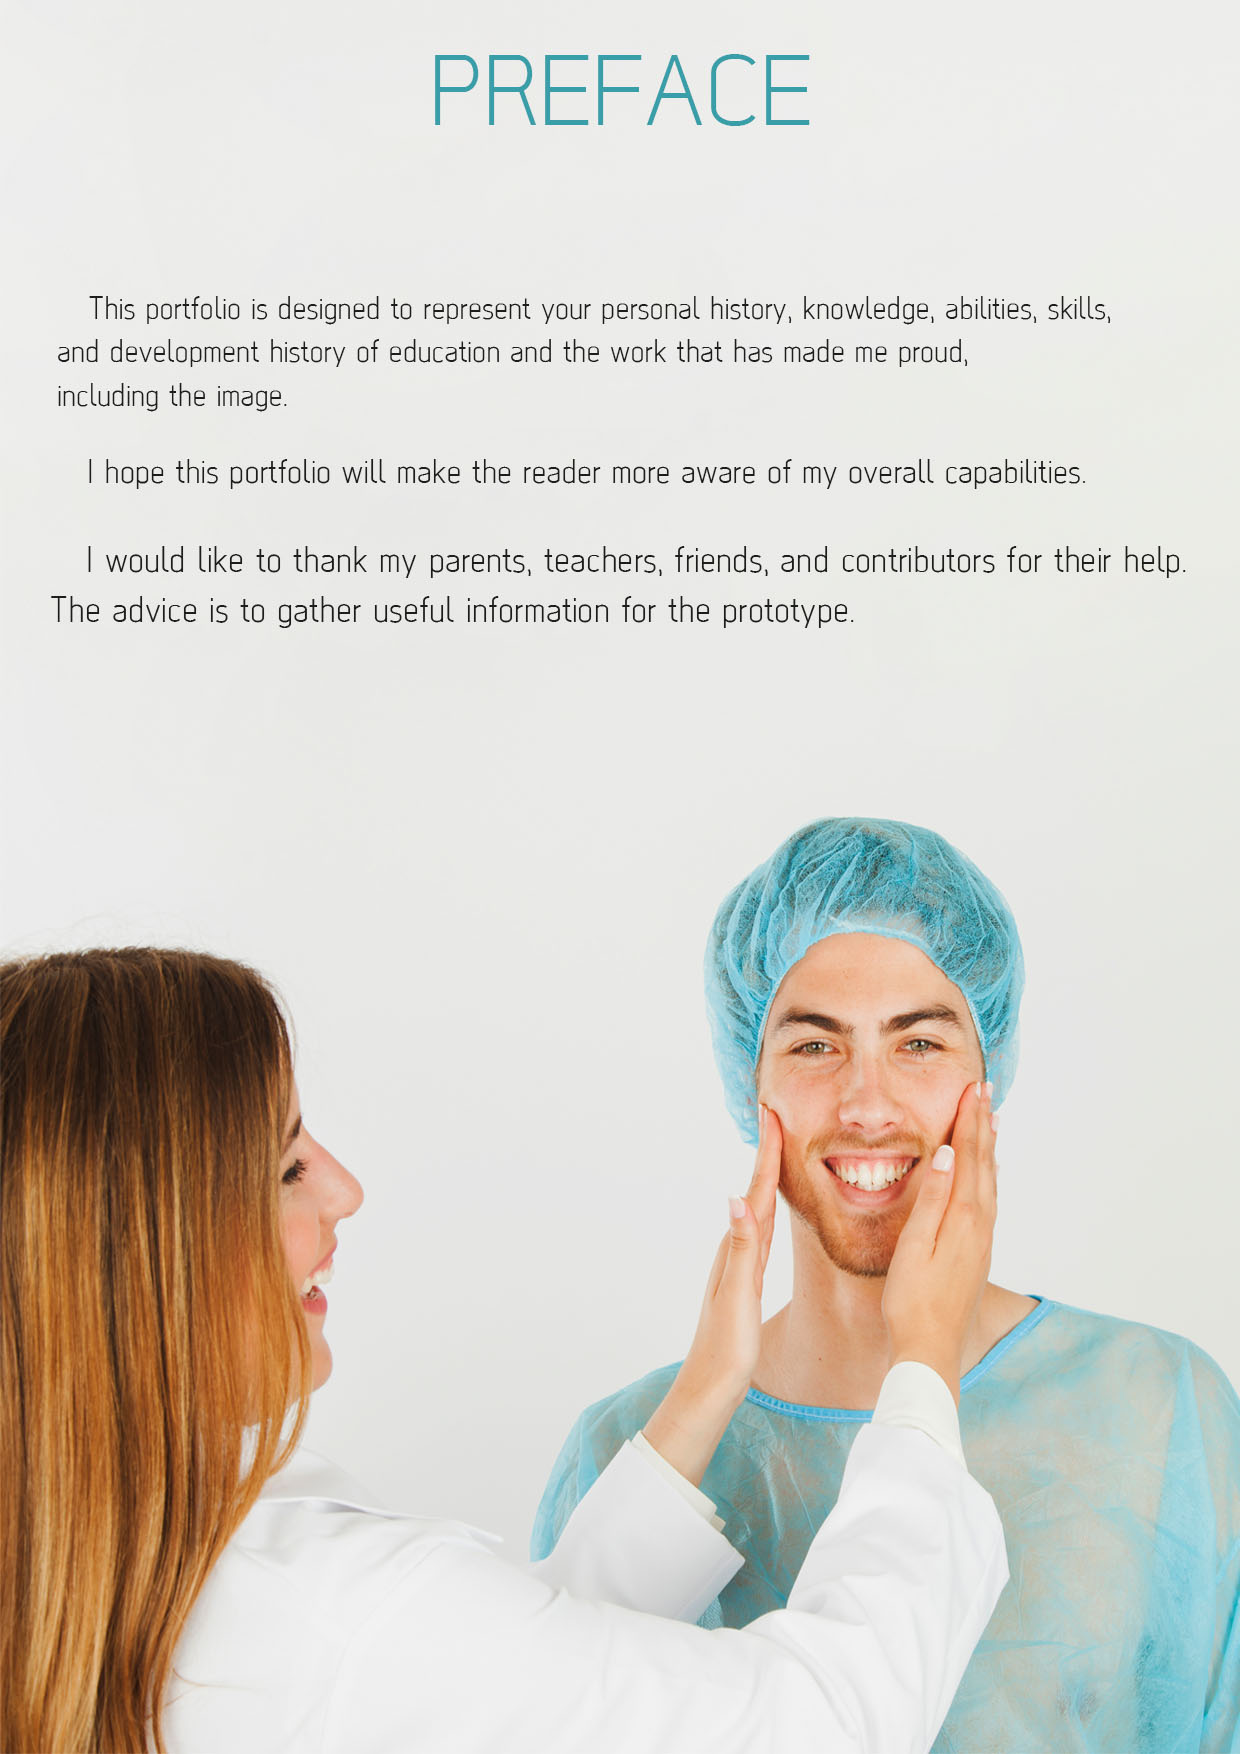 PREFACE
This portfolio is designed to represent your personal history, knowledge, abilities, skills,
and development history of education and the work that has made me proud,
including the image.
I hope this portfolio will make the reader more aware of my overall capabilities.
I would like to thank my parents, teachers, friends, and contributors for their help.
The advice is to gather useful information for the prototype.